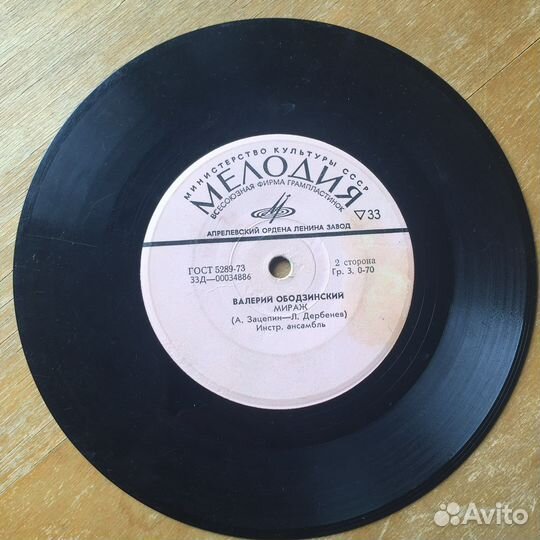 МИНИСТЕРСТВО КУЛЬТУРЫ СССР
МЕЛОДИЯ
ВСЕСОЮЗНАЯ ФИРМА ГРАМПЛАСТИНОК
▽33
АПРЕЛЕВСКИЙ ОРДЕНА ЛЕНИНА ЗАВОД
ГОСТ 5289-73
33Д—00034886
2 сторона
Гр. 3. 0-70
ВАЛЕРИЙ ОБОДЗИНСКИЙ
МИРАЖ
(А. Зацепин—Л. Дербенев)
Инстр. ансамбль
Avito